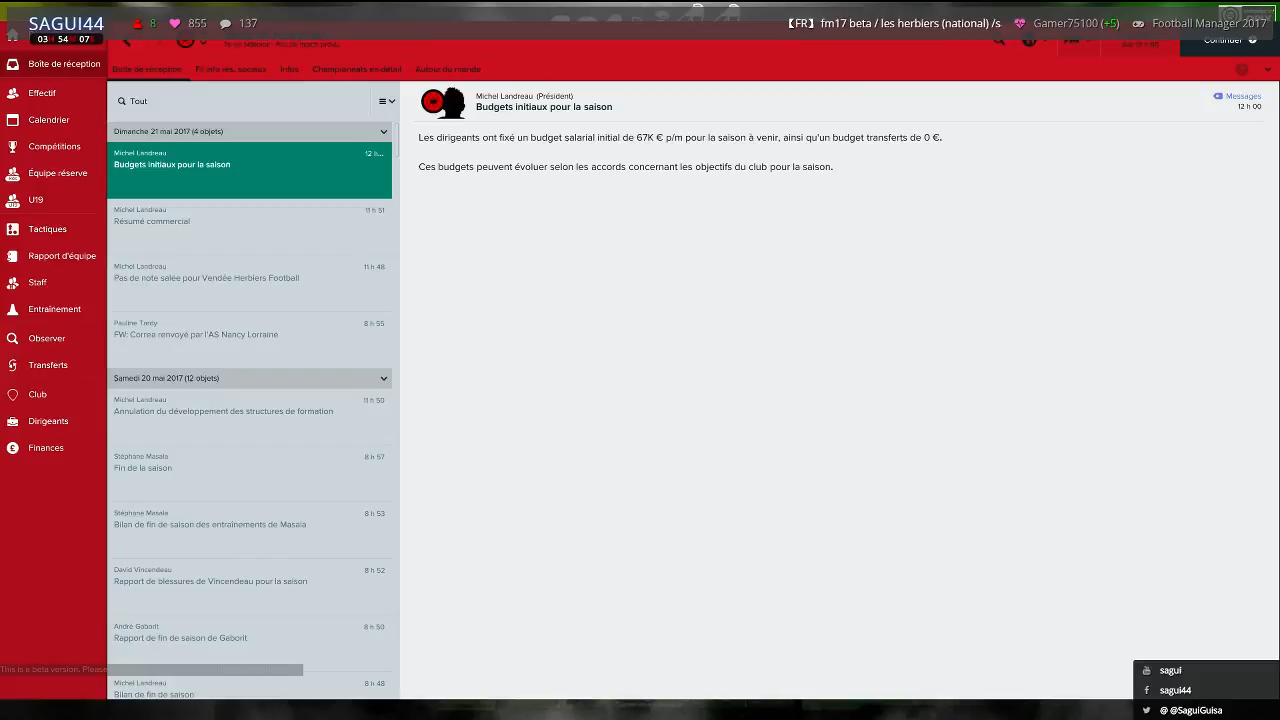 SAGUI44
8
855
137
[FR] fm17 beta / les herbiers (national) /s
Gamer75100 (+5)
Football Manager 2017
03 54 07
Continuer
Boîte de réception
Effectif
Calendrier
Compétitions
Équipe réserve
U19
Tactiques
Rapport d'équipe
Staff
Entraînement
Observer
Transferts
Club
Dirigeants
Finances
Boîte de réception
Fil info rés. sociaux
Infos
Championnats en détail
Autour du monde
Tout
Dimanche 21 mai 2017 (4 objets)
Michel Landreau
12 h...
Budgets initiaux pour la saison
Michel Landreau
11 h 51
Résumé commercial
Michel Landreau
11 h 48
Pas de note salée pour Vendée Herbiers Football
Pauline Tanty
8 h 55
FW: Correa renvoyé par l'AS Nancy Lorraine
Samedi 20 mai 2017 (12 objets)
Michel Landreau
11 h 50
Annulation du développement des structures de formation
Stéphane Masala
8 h 57
Fin de la saison
Stéphane Masala
8 h 53
Bilan de fin de saison des entraînements de Masala
David Vincendeau
8 h 52
Rapport de blessures de Vincendeau pour la saison
André Gaborit
8 h 50
Rapport de fin de saison de Gaborit
Michel Landreau
8 h 48
Bilan de fin de saison
Michel Landreau (Président)
Budgets initiaux pour la saison
Messages
12 h 00
Les dirigeants ont fixé un budget salarial initial de 67K € p/m pour la saison à venir, ainsi qu'un budget transferts de 0 €.
Ces budgets peuvent évoluer selon les accords concernant les objectifs du club pour la saison.
This is a beta version. Please
sagui
sagui44
@ @SaguiGuisa